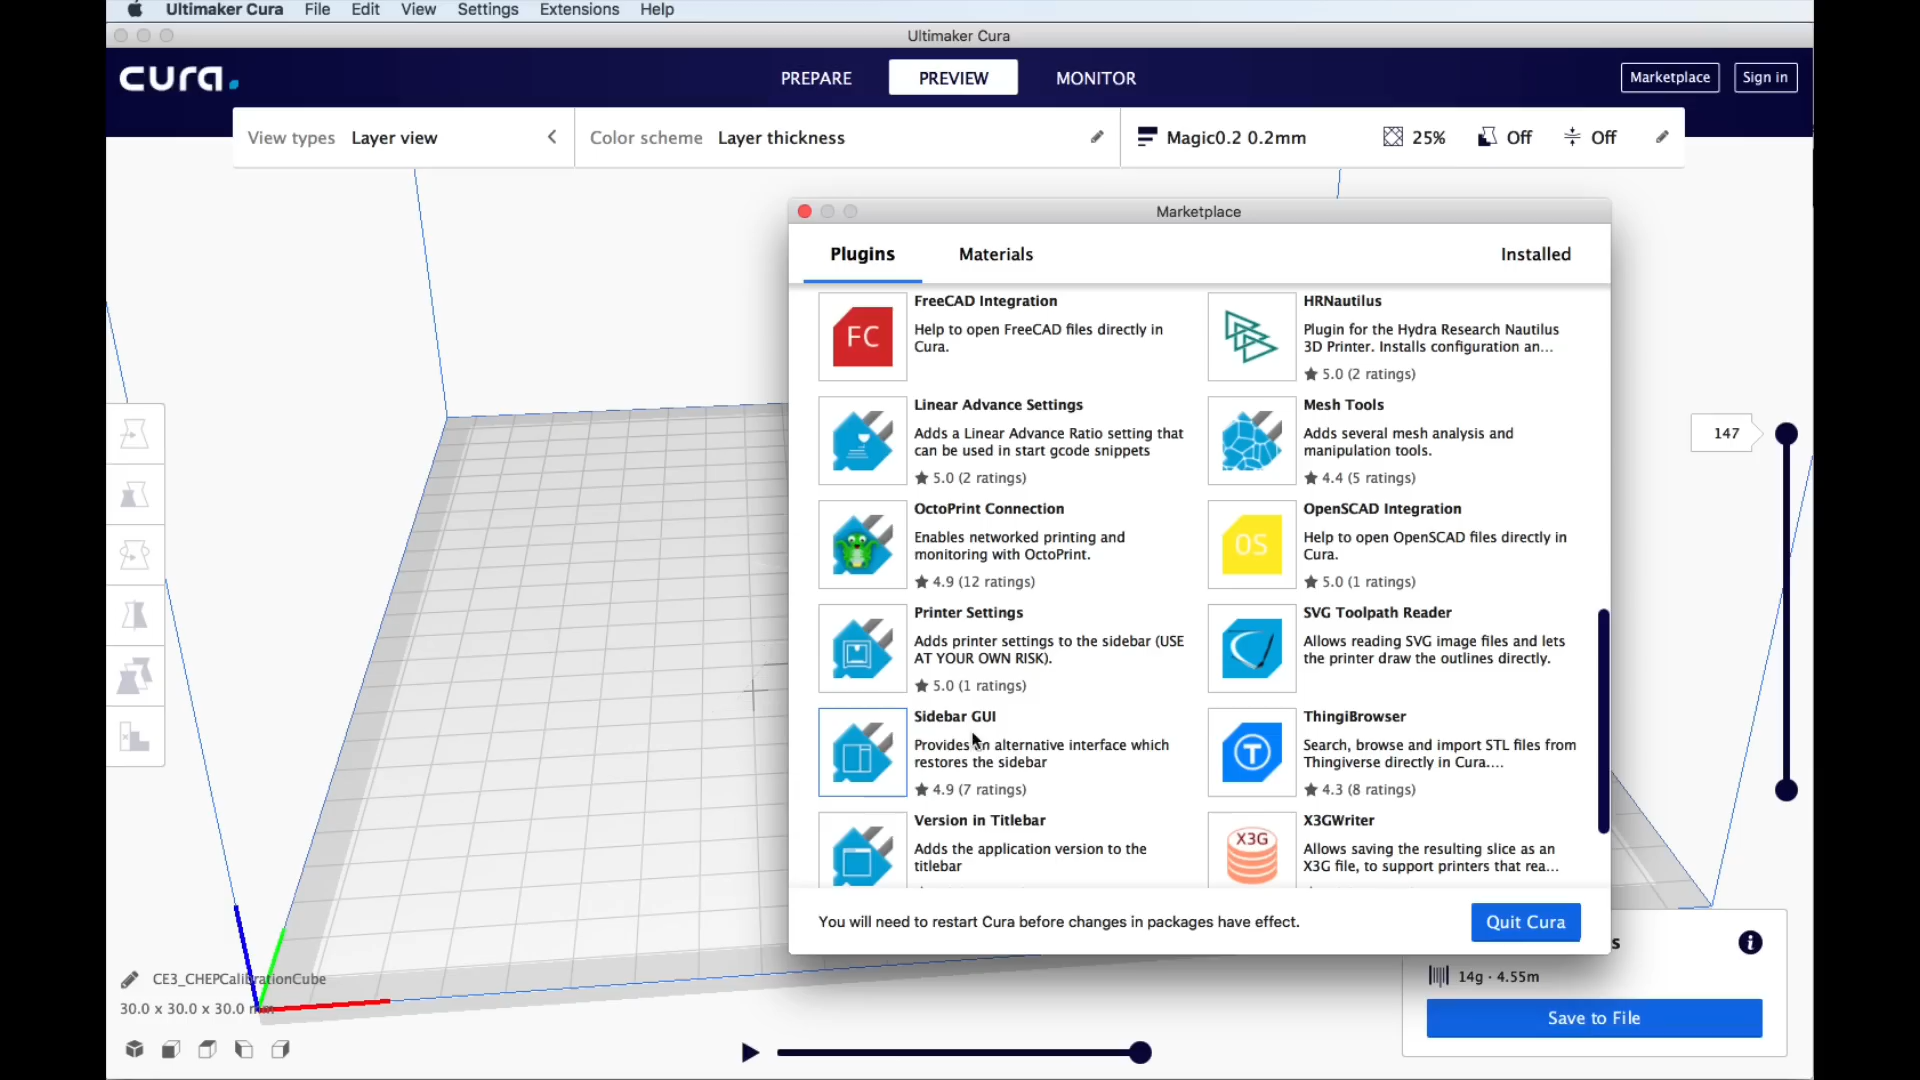 Ultimaker Cura File Edit View Settings Extensions Help
Ultimaker Cura
cura.
PREPARE PREVIEW MONITOR
Marketplace Sign in
View types Layer view
Color scheme Layer thickness
Magic0.2 0.2mm 25% Off Off
Marketplace
Plugins Materials Installed
FreeCAD Integration
Help to open FreeCAD files directly in
Cura.
HRNautilus
Plugin for the Hydra Research Nautilus
3D Printer. Installs configuration an...
5.0 (2 ratings)
FC
Linear Advance Settings
Adds a Linear Advance Ratio setting that
can be used in start gcode snippets
5.0 (2 ratings)
Mesh Tools
Adds several mesh analysis and
manipulation tools.
4.4 (5 ratings)
147
OctoPrint Connection
Enables networked printing and
monitoring with OctoPrint.
4.9 (12 ratings)
OS
OpenSCAD Integration
Help to open OpenSCAD files directly in
Cura.
5.0 (1 ratings)
Printer Settings
Adds printer settings to the sidebar (USE
AT YOUR OWN RISK).
5.0 (1 ratings)
SVG Toolpath Reader
Allows reading SVG image files and lets
the printer draw the outlines directly.
Sidebar GUI
Provides an alternative interface which
restores the sidebar
4.9 (7 ratings)
T
ThingiBrowser
Search, browse and import STL files from
Thingiverse directly in Cura....
4.3 (8 ratings)
Version in Titlebar
Adds the application version to the
titlebar
X3G
X3GWriter
Allows saving the resulting slice as an
X3G file, to support printers that rea...
You will need to restart Cura before changes in packages have effect.
Quit Cura
s
14g · 4.55m
Save to File
CE3_CHEPCalibrationCube
30.0 x 30.0 x 30.0 mm